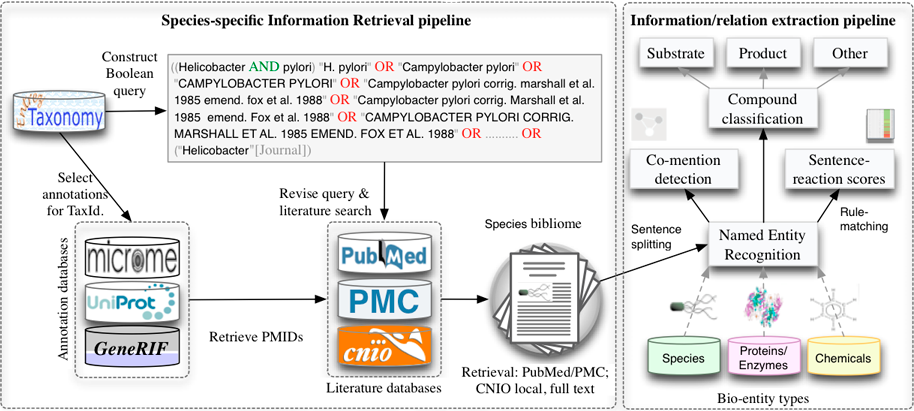 Species-specific Information Retrieval pipeline
Construct
Boolean
query
((Helicobacter AND pylori) "H. pylori" OR "Campylobacter pylori" OR
"CAMPYLOBACTER PYLORI" OR "Campylobacter pylori corrig. marshall et al.
1985 emend. fox et al. 1988" OR "Campylobacter pylori corrig. Marshall et al.
1985 emend. Fox et al. 1988" OR "CAMPYLOBACTER PYLORI CORRIG.
MARSHALL ET AL. 1985 EMEND. FOX ET AL. 1988" OR .......... OR
("Helicobacter"[Journal])
Entrez
Taxonomy
Select
annotations
for TaxId.
Revise query &
literature search
Annotation databases
microme
UniProt
GeneRIF
Retrieve PMIDs
PubMed
PMC
cnio
Literature databases
Species bibliome
Retrieval: PubMed/PMC;
CNIO local, full text
Information/relation extraction pipeline
Substrate
Product
Other
Compound
classification
Co-mention
detection
Sentence-
reaction scores
Sentence
splitting
Rule-
matching
Named Entity
Recognition
Species
Proteins/
Enzymes
Chemicals
Bio-entity types